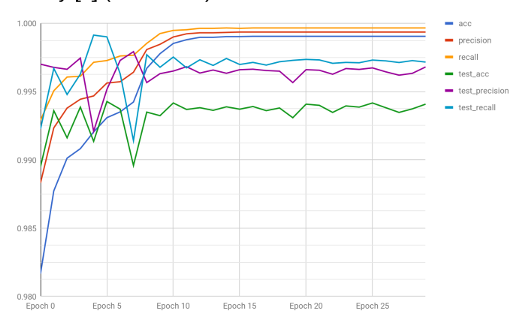 1.000
0.995
0.990
0.985
0.980
Epoch 0 Epoch 5 Epoch 10 Epoch 15 Epoch 20 Epoch 25
acc
precision
recall
test_acc
test_precision
test_recall